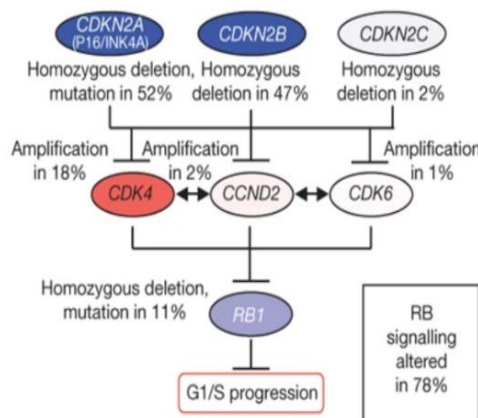 CDKN2A
(P16/INK4A)
CDKN2B
CDKN2C
Homozygous deletion,
mutation in 52%
Homozygous
deletion in 47%
Homozygous
deletion in 2%
Amplification
in 18%
Amplification
in 2%
Amplification
in 1%
CDK4
CCND2
CDK6
Homozygous deletion,
mutation in 11%
RB1
G1/S progression
RB
signalling
altered
in 78%